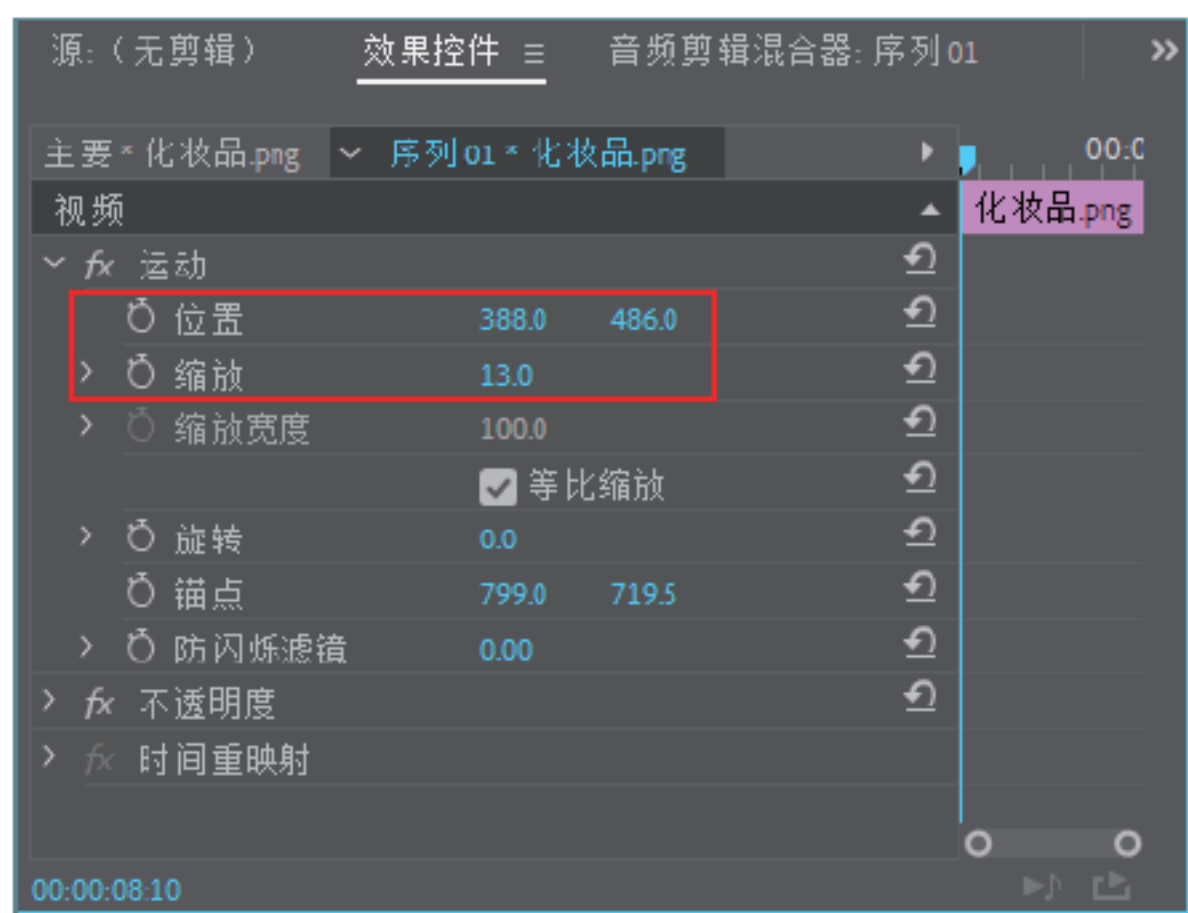 源:（无剪辑） 效果控件 ≡ 音频剪辑混合器: 序列 01 »
主要 * 化妆品.png 序列 01 * 化妆品.png 00:0
视频 化妆品.png
fx 运动
位置 388.0 486.0
缩放 13.0
缩放宽度 100.0
等比缩放
旋转 0.0
锚点 799.0 719.5
防闪烁滤镜 0.00
fx 不透明度
fx 时间重映射
00:00:08:10